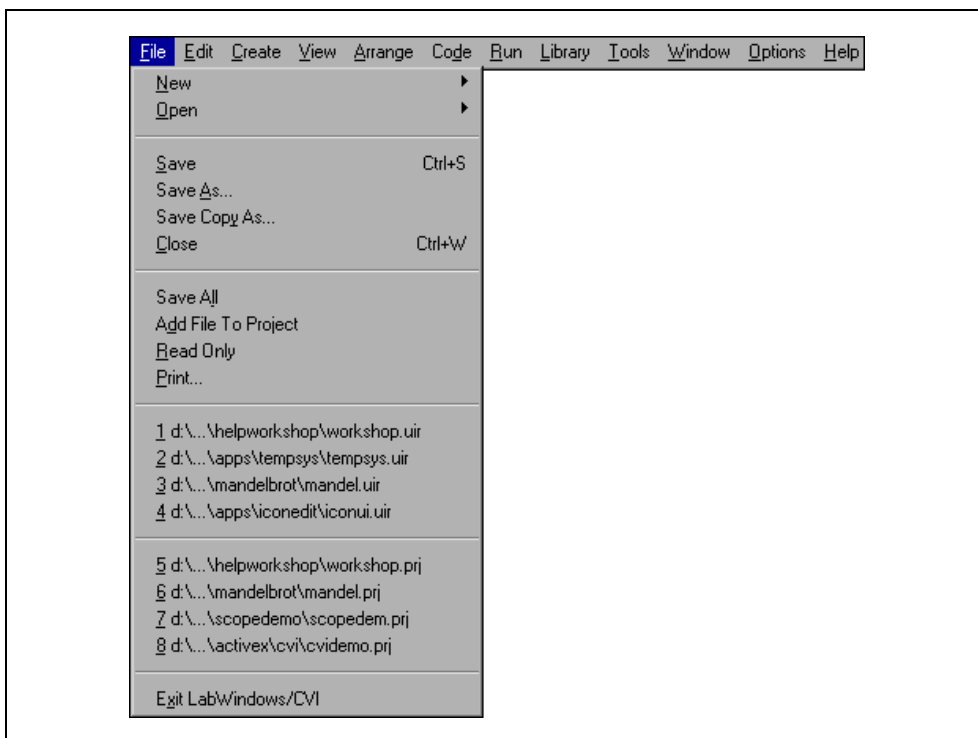 File Edit Create View Arrange Code Run Library Tools Window Options Help
New
Open
Save Ctrl+S
Save As...
Save Copy As...
Close Ctrl+W
Save All
Add File To Project
Read Only
Print...
1 d:\...\helpworkshop\workshop.uir
2 d:\...\apps\tempsys\tempsys.uir
3 d:\...\mandelbrot\mandel.uir
4 d:\...\apps\iconedit\iconui.uir
5 d:\...\helpworkshop\workshop.prj
6 d:\...\mandelbrot\mandel.prj
7 d:\...\scopedemo\scopedem.prj
8 d:\...\activex\cvi\cvidemo.prj
Exit LabWindows/CVI